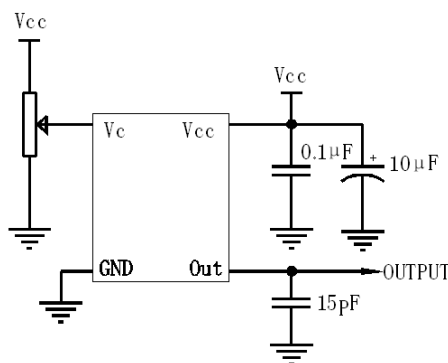 Vcc
Vcc
Vc
Vcc
0.1μF
+
10μF
GND
Out
OUTPUT
15pF